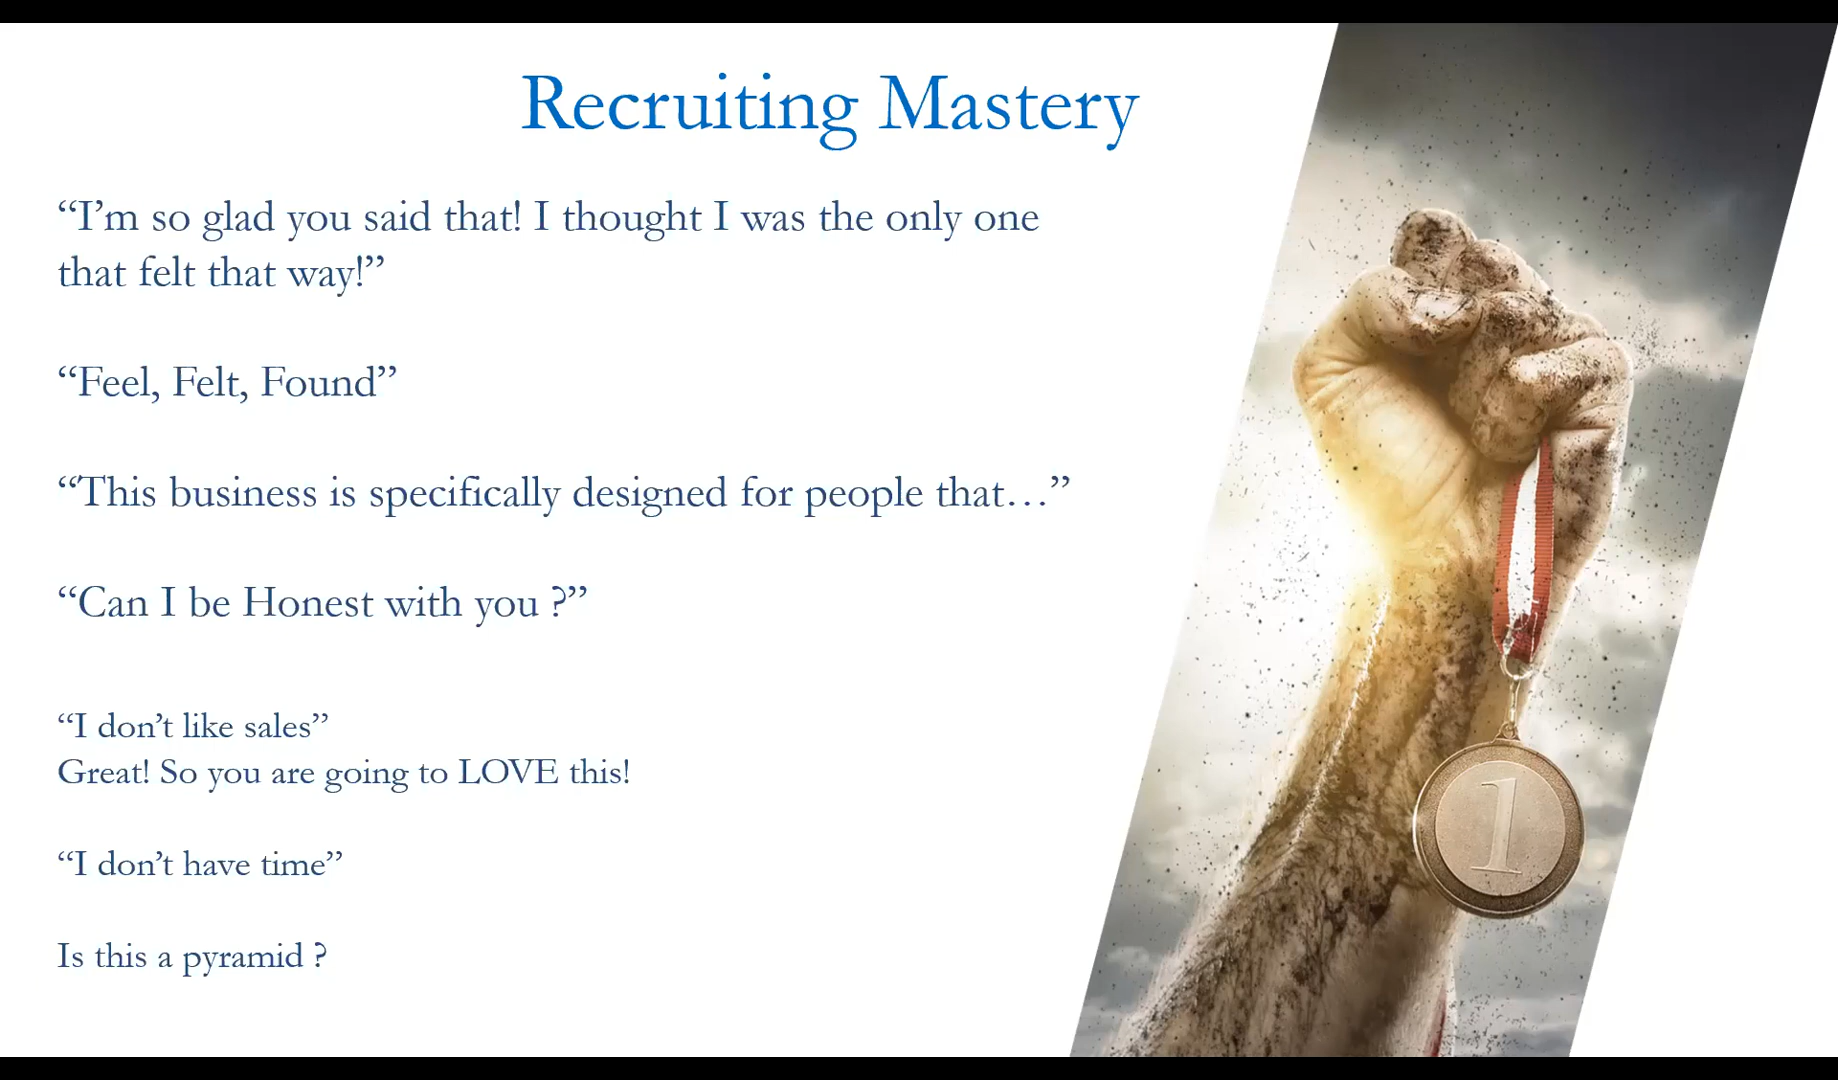 Recruiting Mastery
“I’m so glad you said that! I thought I was the only one
that felt that way!”
“Feel, Felt, Found”
“This business is specifically designed for people that…”
“Can I be Honest with you ?”
“I don’t like sales”
Great! So you are going to LOVE this!
“I don’t have time”
Is this a pyramid ?
1